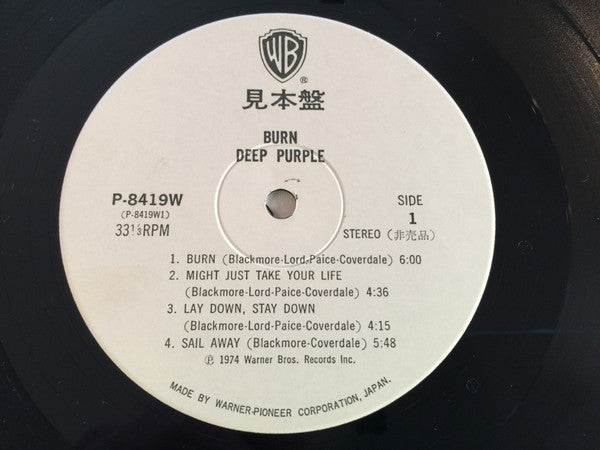 WB
®
見本盤
BURN
DEEP PURPLE
P-8419W
(P-8419W1)
33⅓RPM
SIDE
1
STEREO (非売品)
1. BURN (Blackmore-Lord-Paice-Coverdale) 6:00
2. MIGHT JUST TAKE YOUR LIFE
(Blackmore-Lord-Paice-Coverdale) 4:36
3. LAY DOWN, STAY DOWN
(Blackmore-Lord-Paice-Coverdale) 4:15
4. SAIL AWAY (Blackmore-Coverdale) 5:48
℗ 1974 Warner Bros. Records Inc.
MADE BY WARNER-PIONEER CORPORATION, JAPAN.